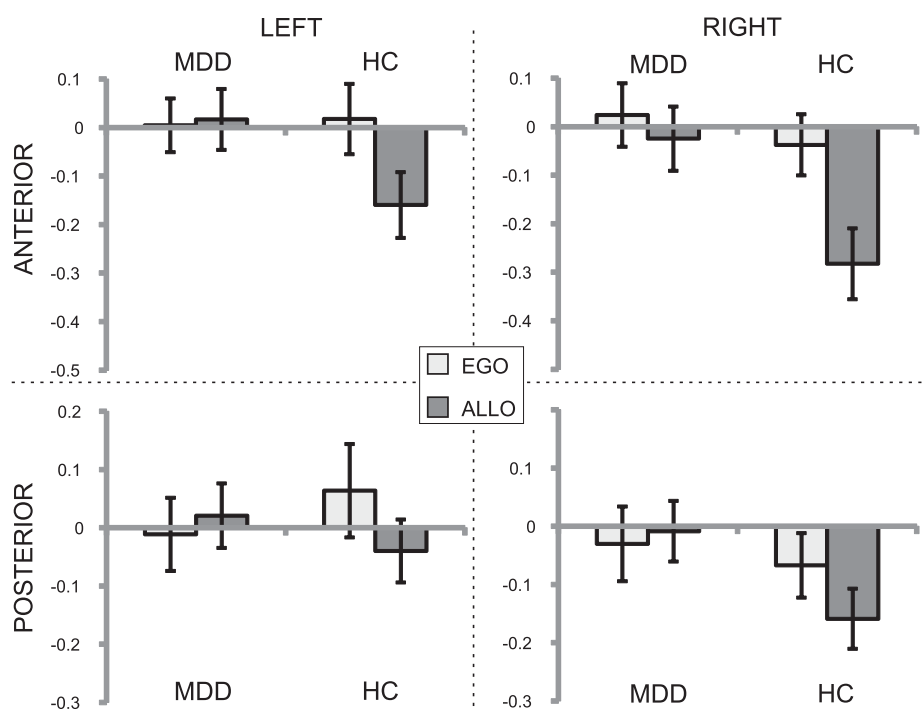 LEFT
RIGHT
MDD
HC
MDD
HC
ANTERIOR
0.1
0
-0.1
-0.2
-0.3
-0.4
-0.5
0.1
0
-0.1
-0.2
-0.3
-0.4
EGO
ALLO
POSTERIOR
0.2
0.1
0
-0.1
-0.2
-0.3
0.1
0
-0.1
-0.2
-0.3
MDD
HC
MDD
HC